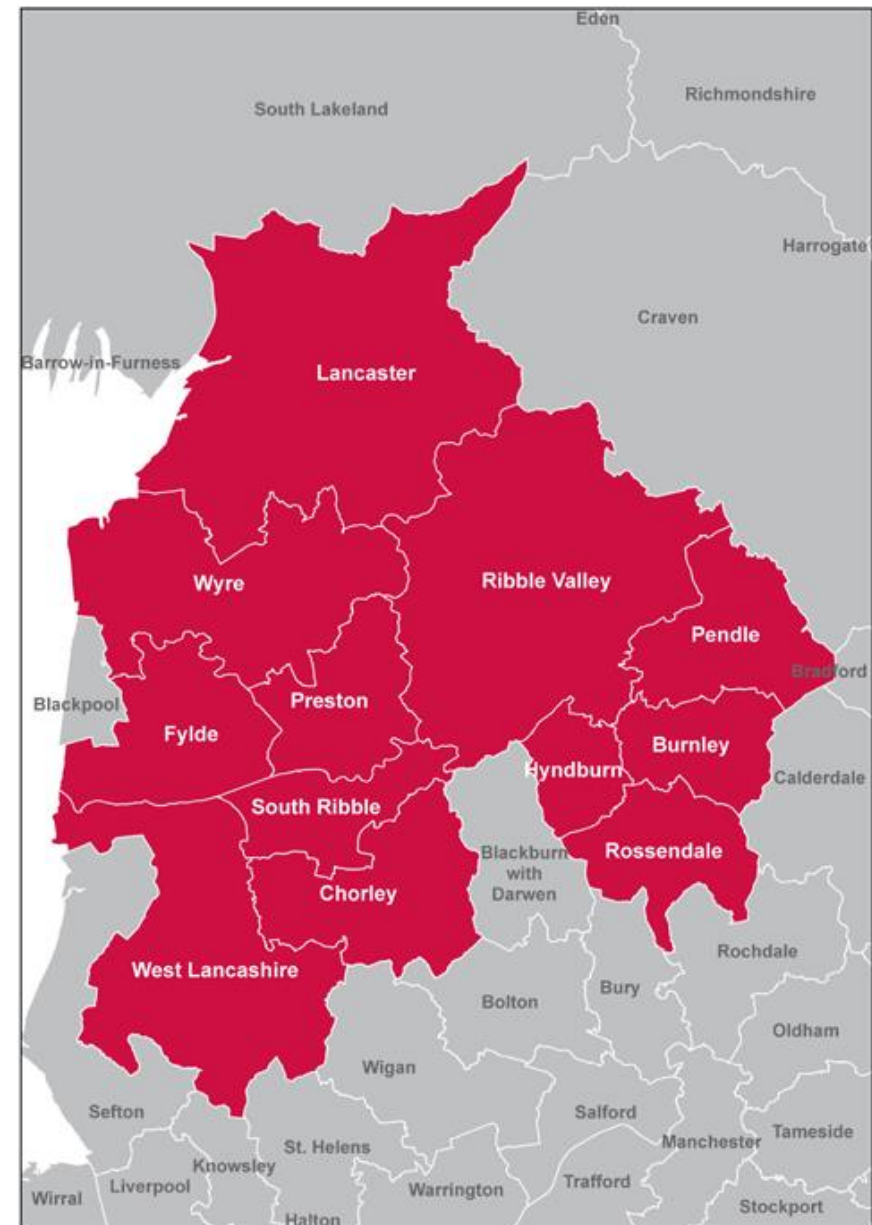 Eden
Richmondshire
South Lakeland
Harrogate
Craven
Barrow-in-Furness
Lancaster
Ribble Valley
Wyre
Pendle
Bradford
Blackpool
Preston
Fylde
Burnley
Hyndburn
Calderdale
South Ribble
Blackburn
with
Darwen
Rossendale
Chorley
Rochdale
West Lancashire
Bury
Bolton
Oldham
Wigan
Sefton
Salford
Manchester
Tameside
St. Helens
Knowsley
Trafford
Liverpool
Warrington
Wirral
Stockport
Halton